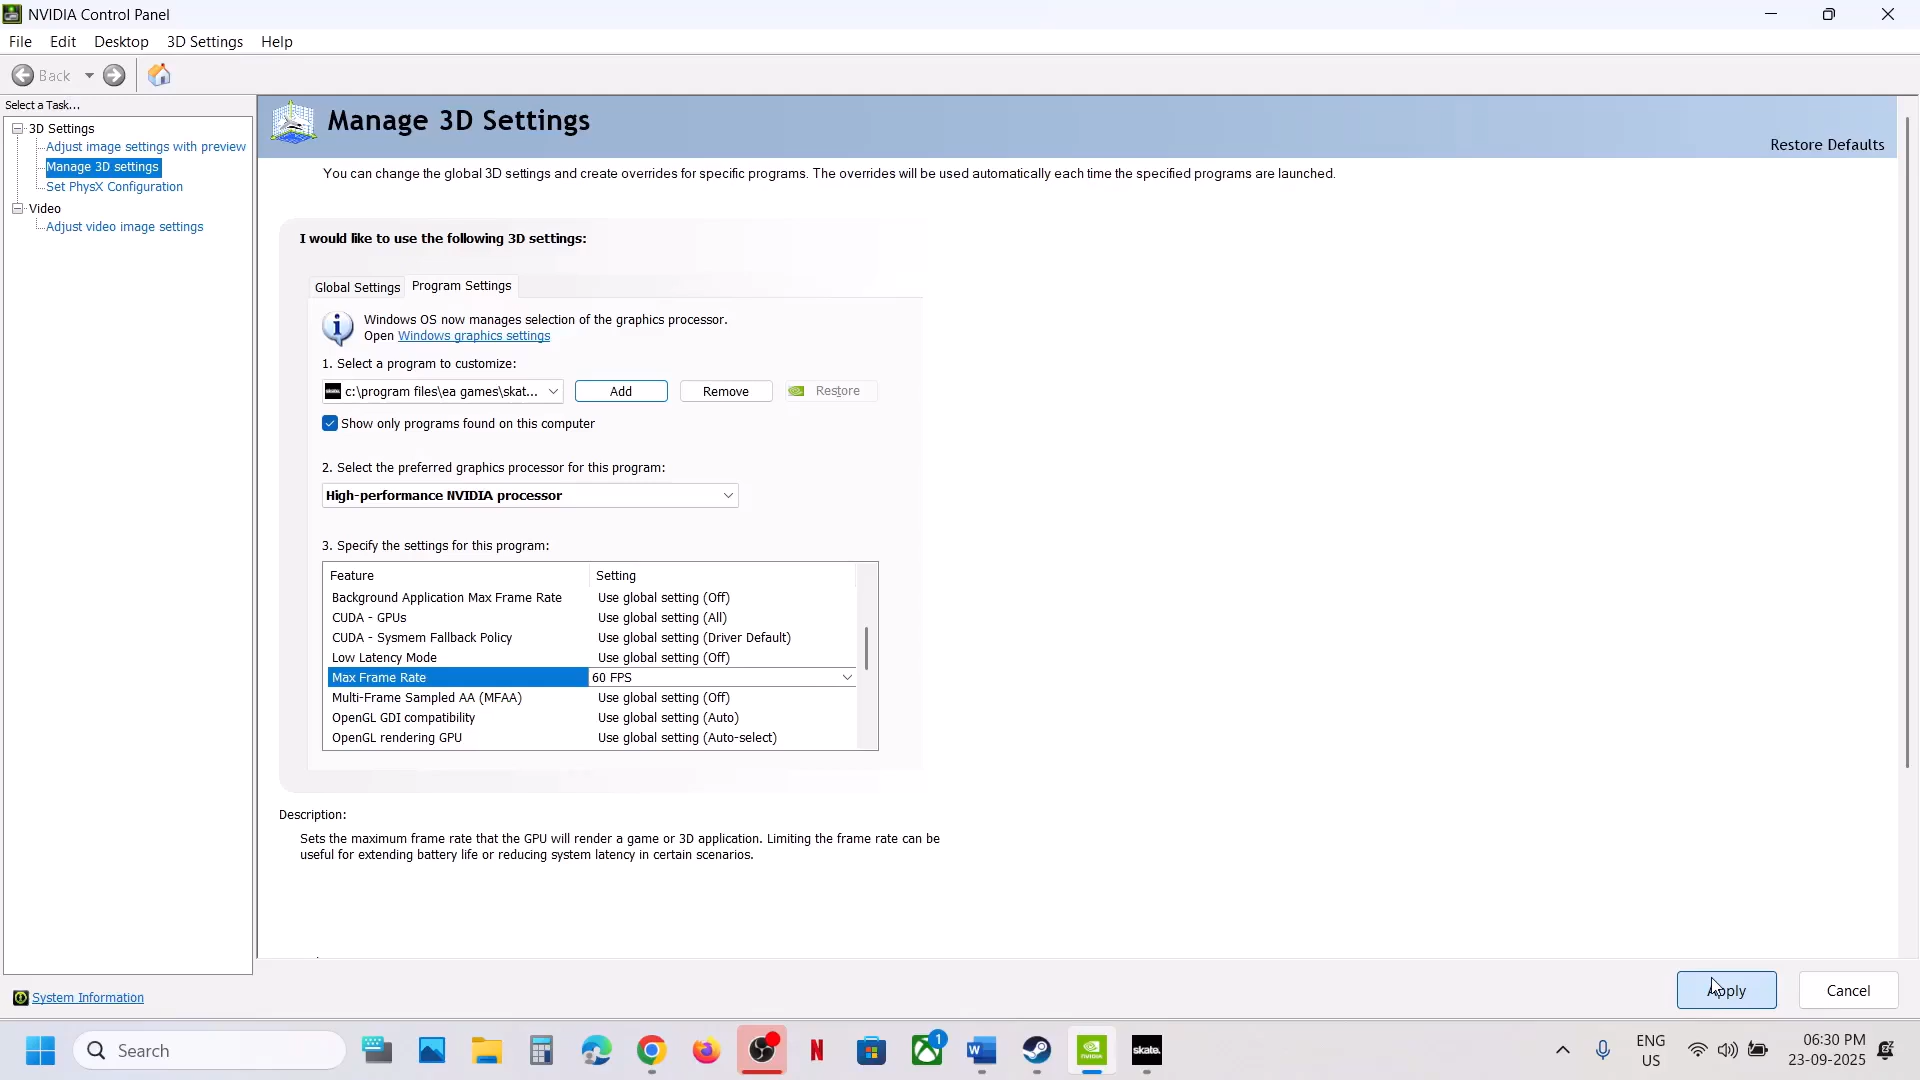 NVIDIA Control Panel
File Edit Desktop 3D Settings Help
Back
Select a Task...
3D Settings
Adjust image settings with preview
Manage 3D settings
Set PhysX Configuration
Video
Adjust video image settings
System Information
Manage 3D Settings
Restore Defaults
You can change the global 3D settings and create overrides for specific programs. The overrides will be used automatically each time the specified programs are launched.
I would like to use the following 3D settings:
Global Settings Program Settings
Windows OS now manages selection of the graphics processor.
Open Windows graphics settings
1. Select a program to customize:
c:\program files\ea games\skat... Add Remove Restore
Show only programs found on this computer
2. Select the preferred graphics processor for this program:
High-performance NVIDIA processor
3. Specify the settings for this program:
Feature Setting
Background Application Max Frame Rate Use global setting (Off)
CUDA - GPUs Use global setting (All)
CUDA - Sysmem Fallback Policy Use global setting (Driver Default)
Low Latency Mode Use global setting (Off)
Max Frame Rate 60 FPS
Multi-Frame Sampled AA (MFAA) Use global setting (Off)
OpenGL GDI compatibility Use global setting (Auto)
OpenGL rendering GPU Use global setting (Auto-select)
Description:
Sets the maximum frame rate that the GPU will render a game or 3D application. Limiting the frame rate can be
useful for extending battery life or reducing system latency in certain scenarios.
Apply Cancel
Search
N
1
W
NVIDIA
skate.
ENG
US
06:30 PM
23-09-2025